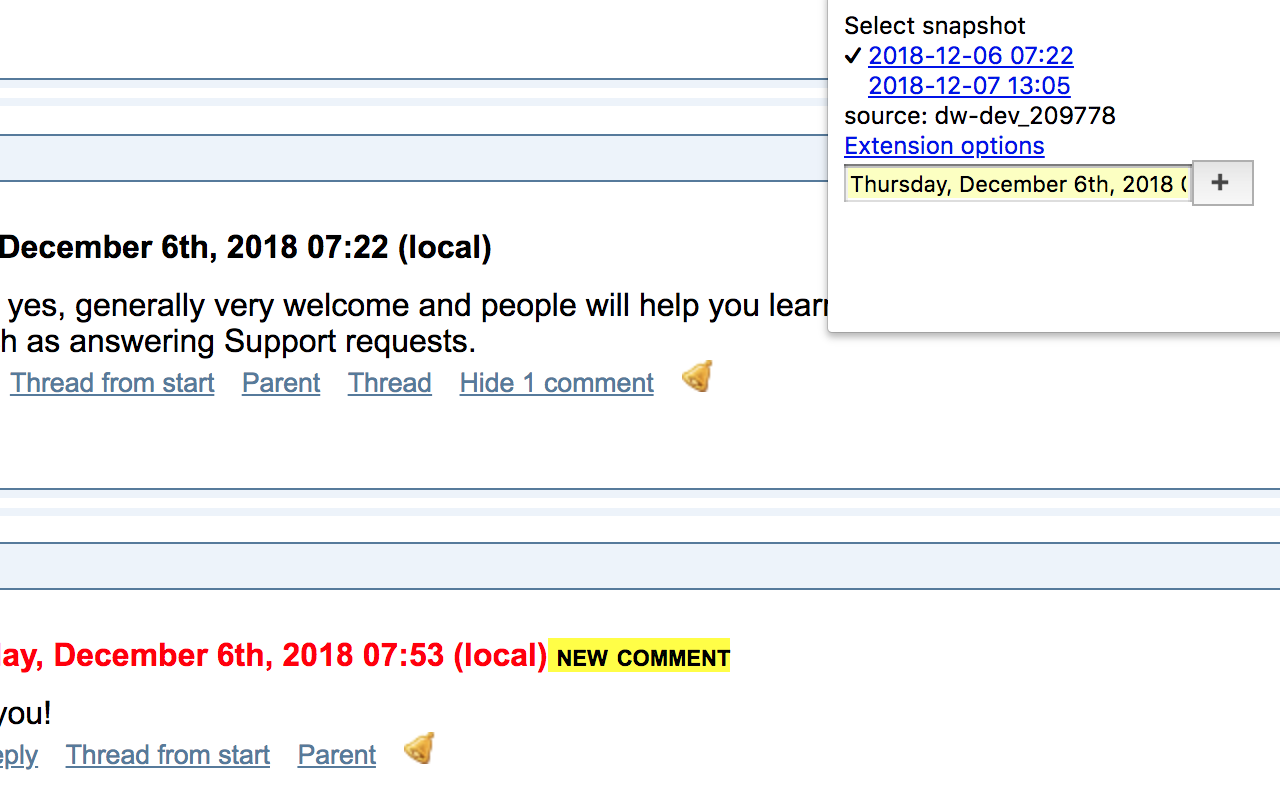 Select snapshot
✓ 2018-12-06 07:22
2018-12-07 13:05
source: dw-dev_209778
Extension options
Thursday, December 6th, 2018
+
December 6th, 2018 07:22 (local)
yes, generally very welcome and people will help you
as answering Support requests.
Thread from start Parent Thread Hide 1 comment
December 6th, 2018 07:53 (local) NEW COMMENT
you!
Thread from start Parent